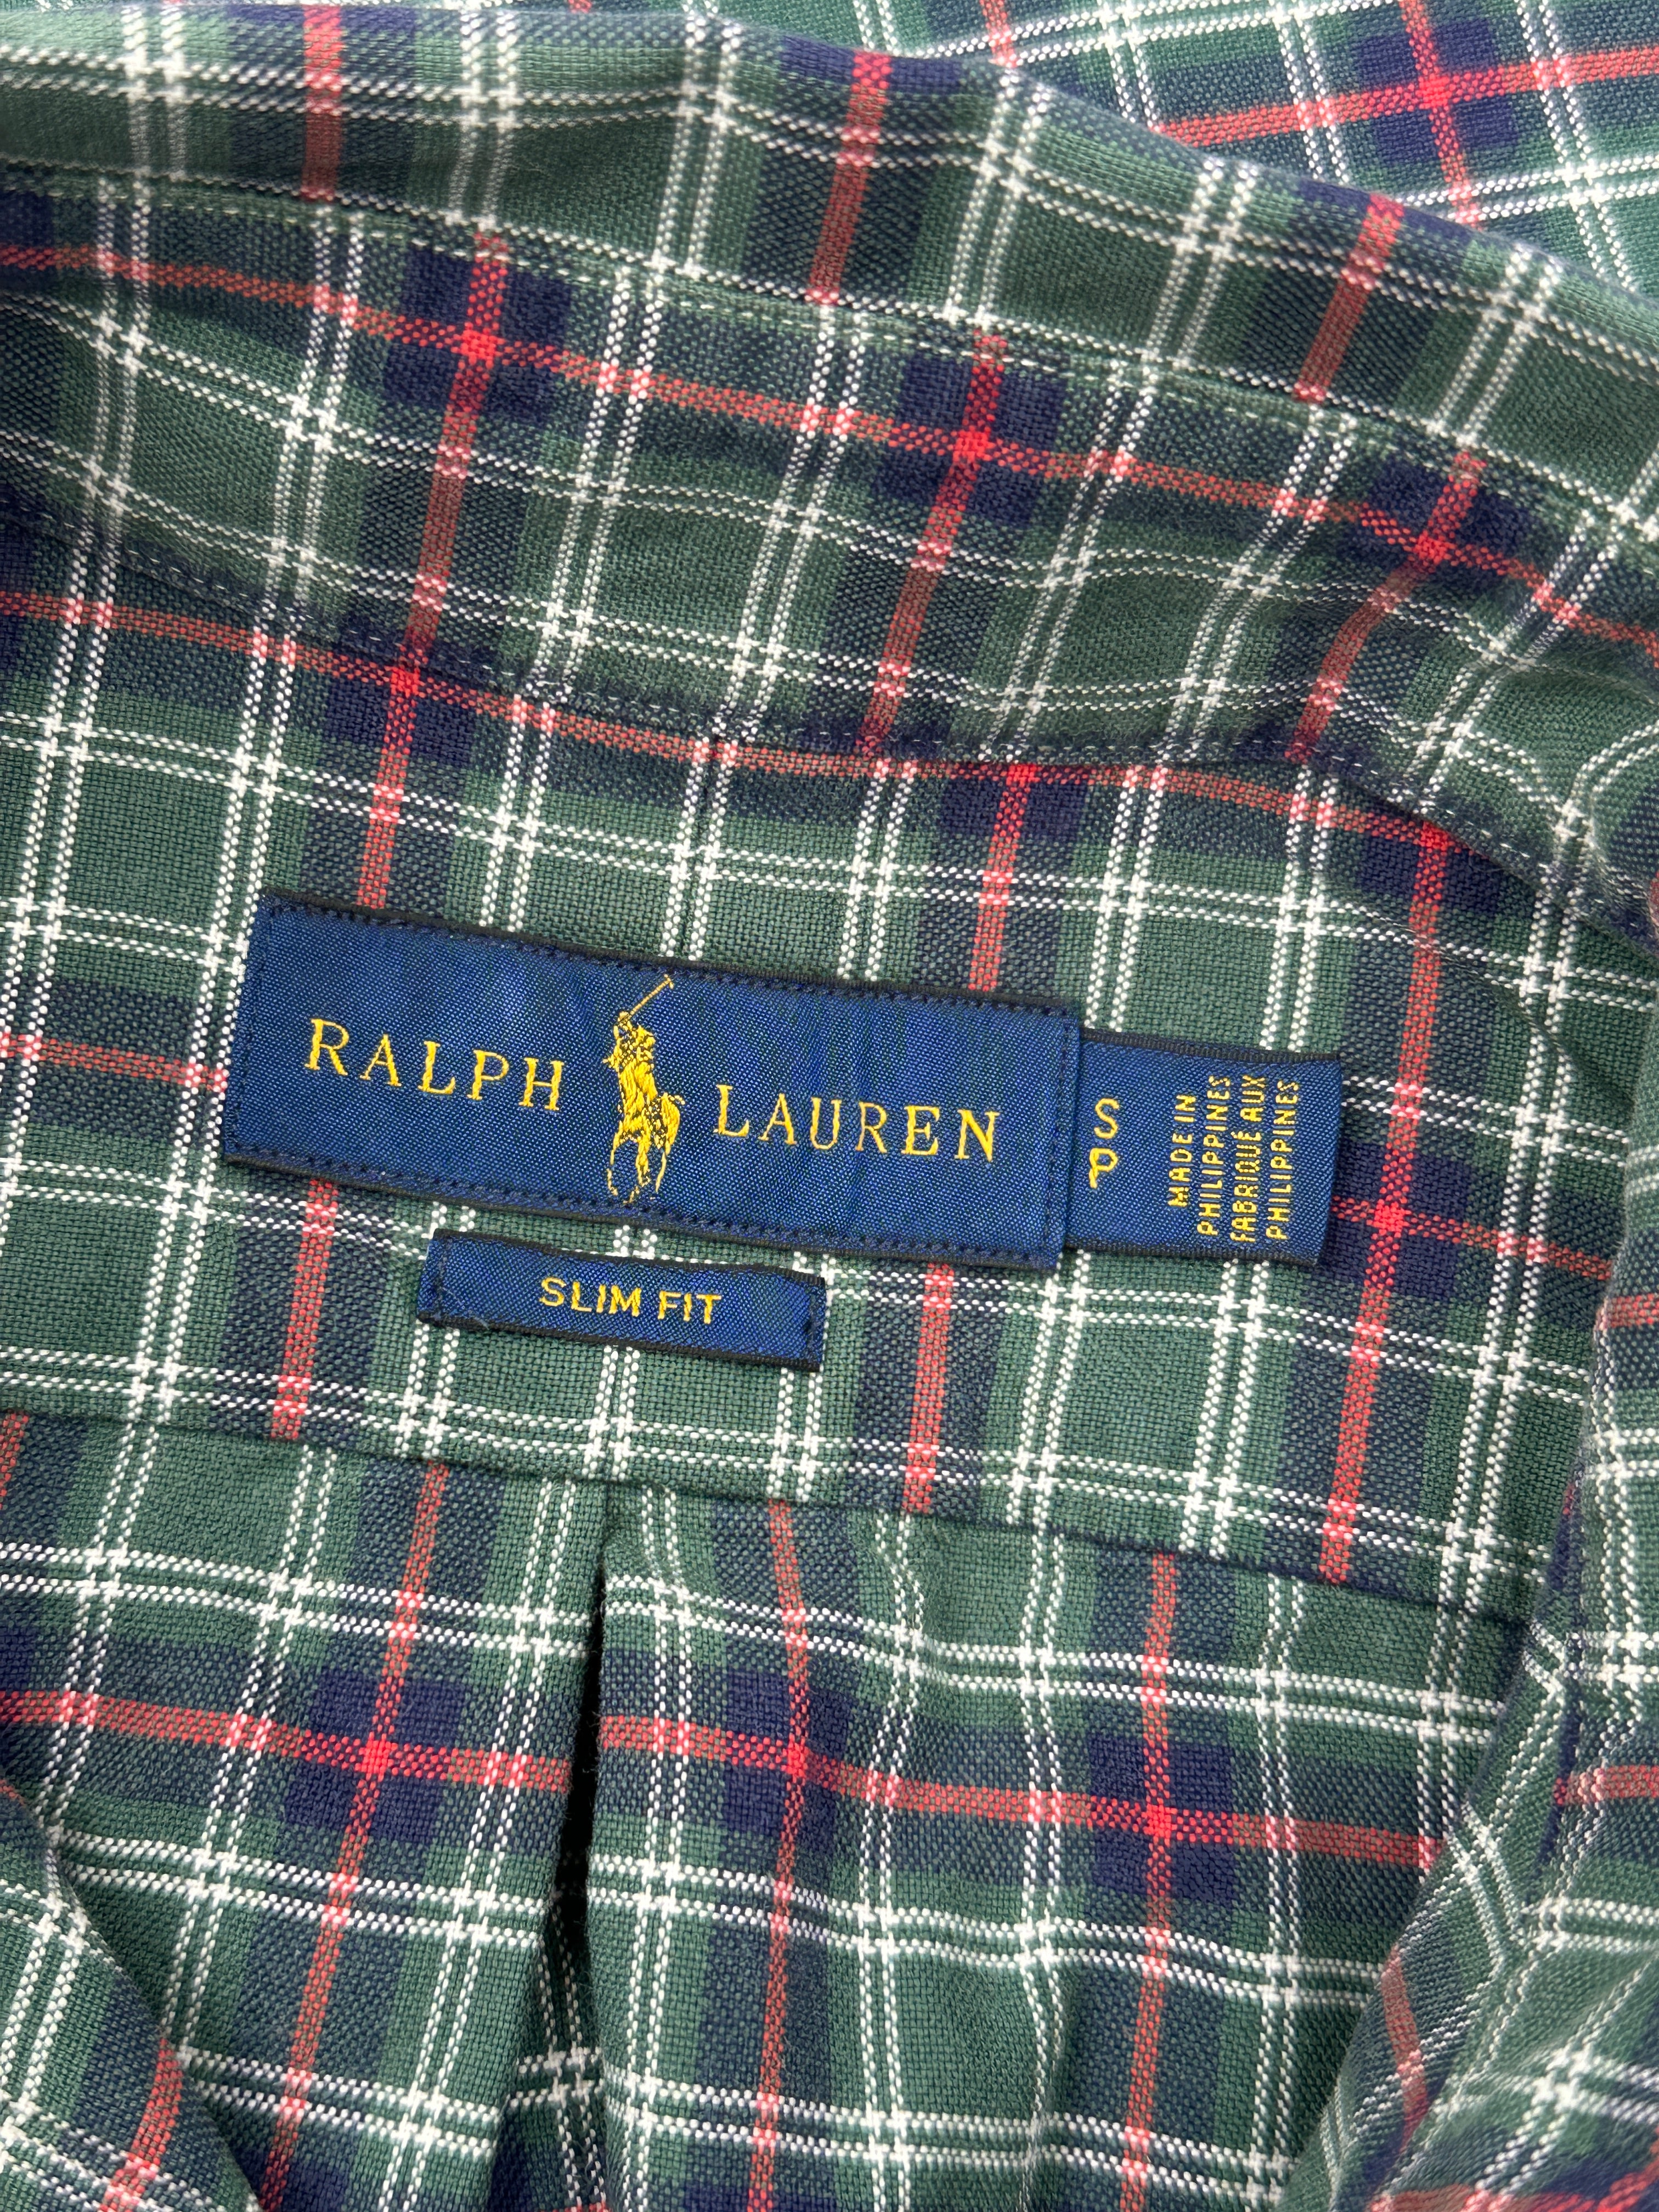 RALPH LAUREN
S
P
MADE IN
PHILIPPINES
FABRIQUÉ AUX
PHILIPPINES
SLIM FIT